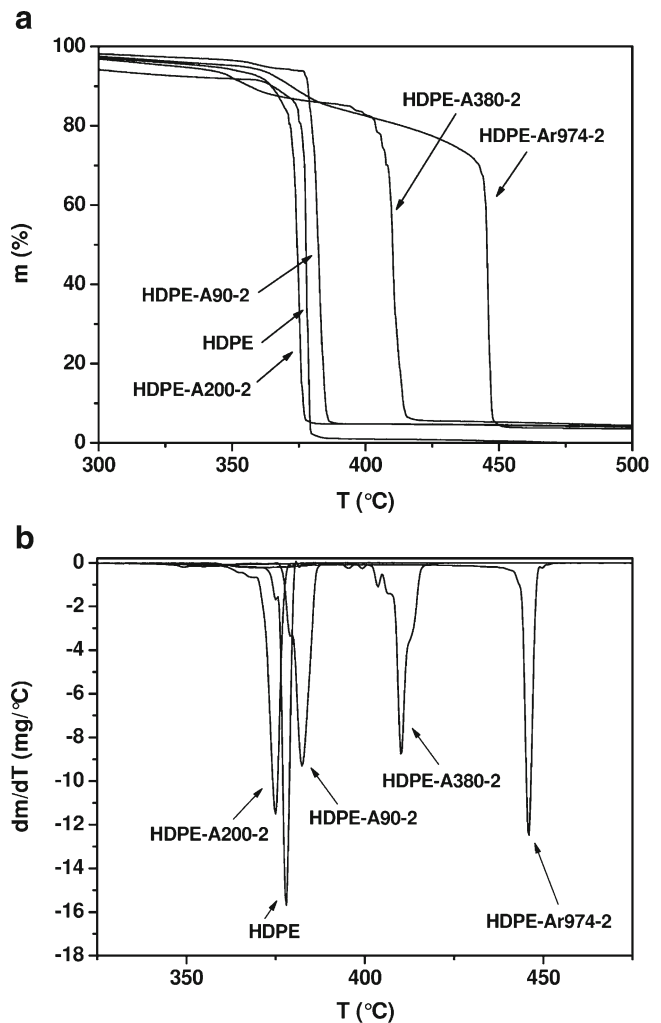 a
100
80
60
40
20
0
m (%)
HDPE-A380-2
HDPE-Ar974-2
HDPE-A90-2
HDPE
HDPE-A200-2
300 350 400 450 500
T (°C)
b
0
-2
-4
-6
-8
-10
-12
-14
-16
-18
dm/dT (mg/°C)
HDPE-A380-2
HDPE-A90-2
HDPE-A200-2
HDPE-Ar974-2
HDPE
350 400 450
T (°C)